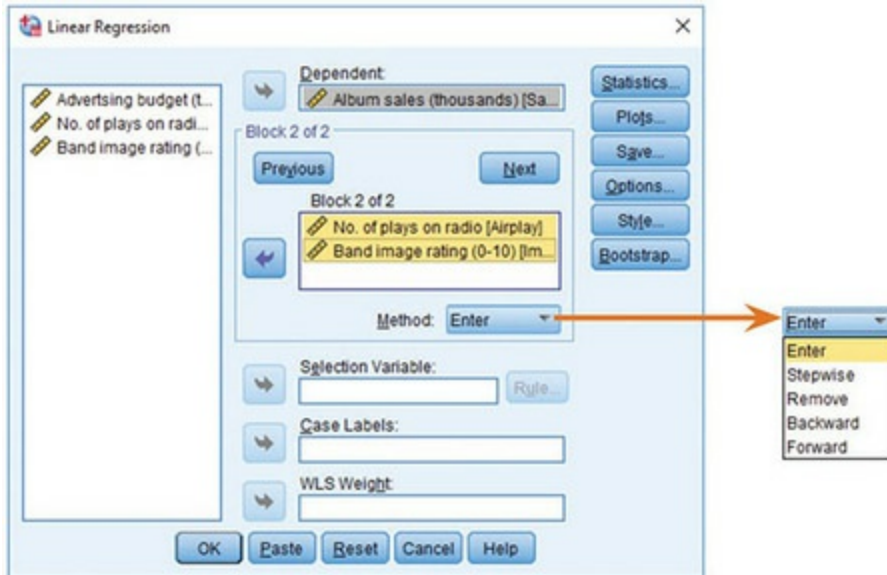 Linear Regression
Advertsing budget (t...
No. of plays on radi...
Band image rating (...
Dependent:
Album sales (thousands) [Sa...
Block 2 of 2
Previous
Next
Block 2 of 2
No. of plays on radio [Airplay]
Band image rating (0-10) [Im...
Method:
Enter
Selection Variable:
Rule...
Case Labels:
WLS Weight:
Statistics...
Plots...
Save...
Options...
Style...
Bootstrap...
OK
Paste
Reset
Cancel
Help
Enter
Enter
Stepwise
Remove
Backward
Forward